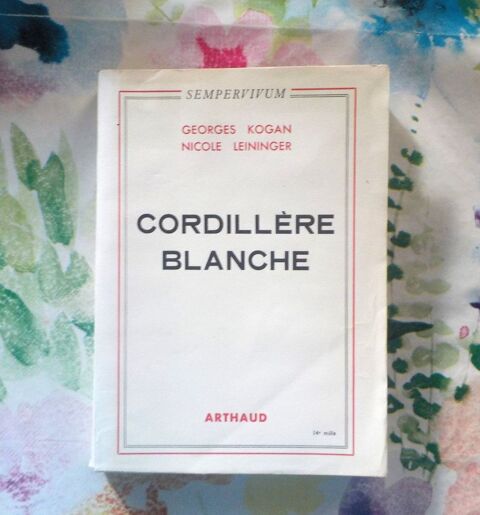 SEMPERVIVUM
GEORGES KOGAN
NICOLE LEININGER
CORDILLÈRE
BLANCHE
ARTHAUD
14e mille